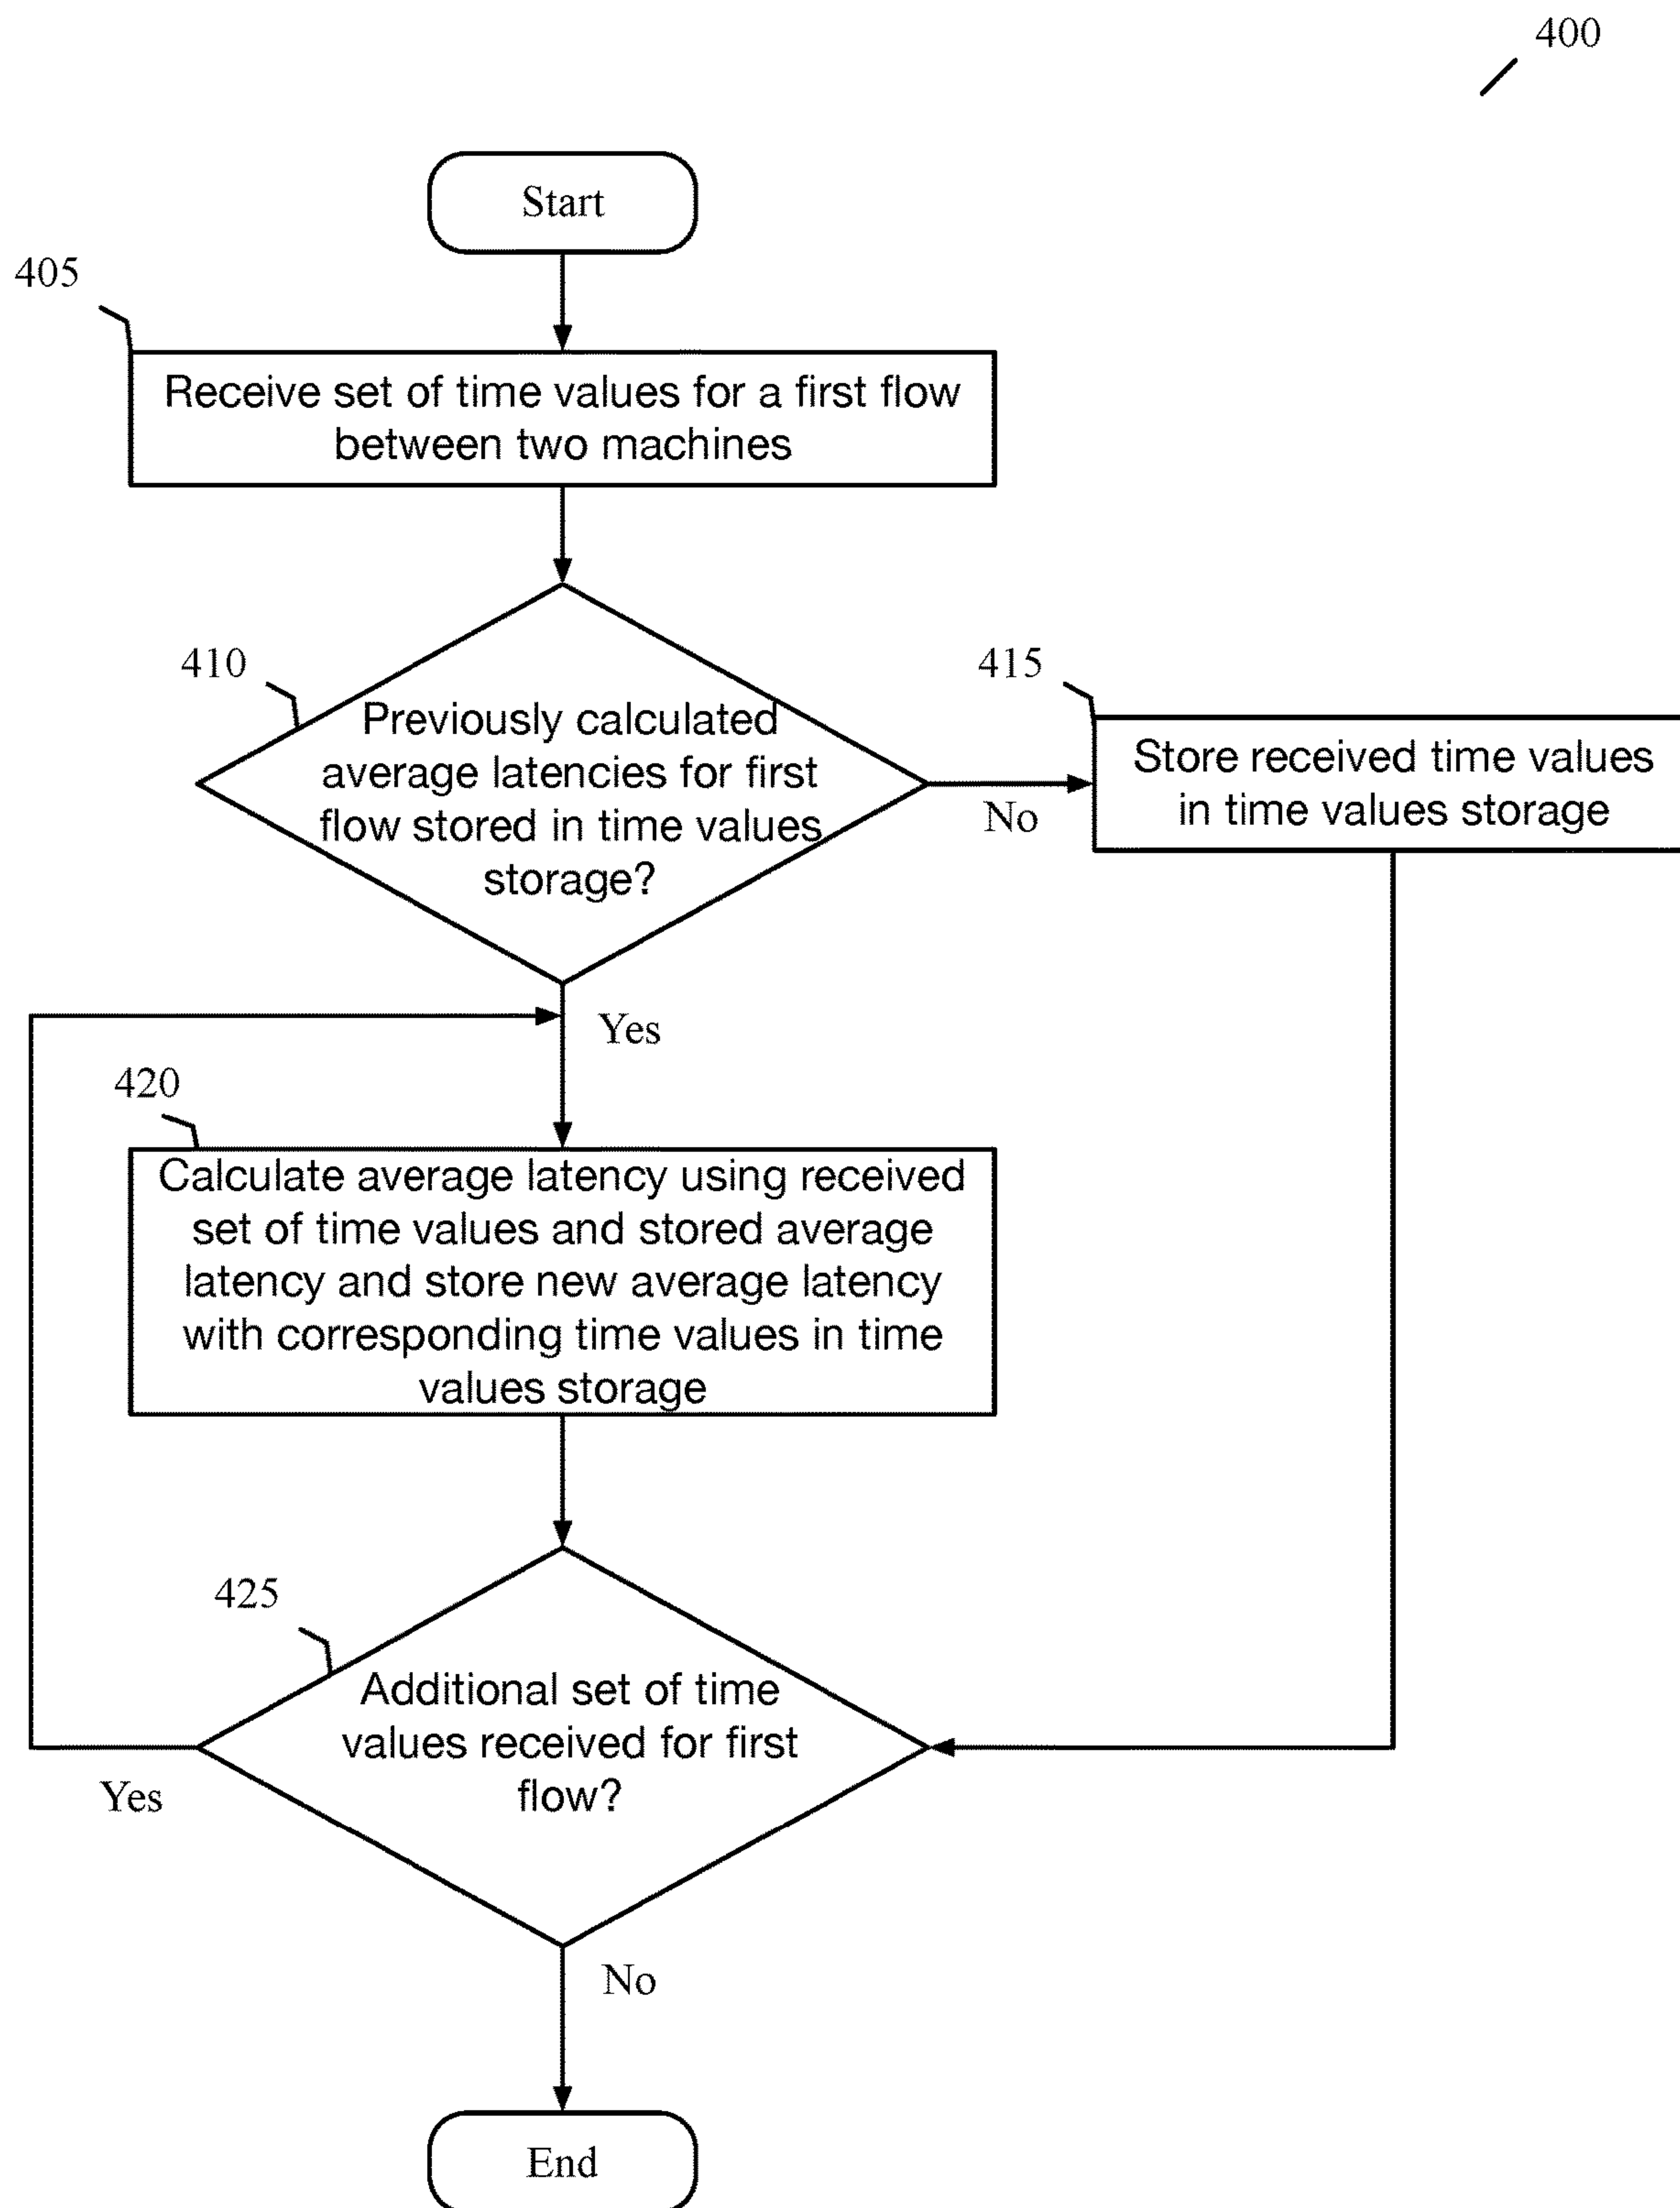 400
Start
405
Receive set of time values for a first flow
between two machines
410
Previously calculated
average latencies for first
flow stored in time values
storage?
No
415
Store received time values
in time values storage
Yes
420
Calculate average latency using received
set of time values and stored average
latency and store new average latency
with corresponding time values in time
values storage
425
Additional set of time
values received for first
flow?
Yes
No
End